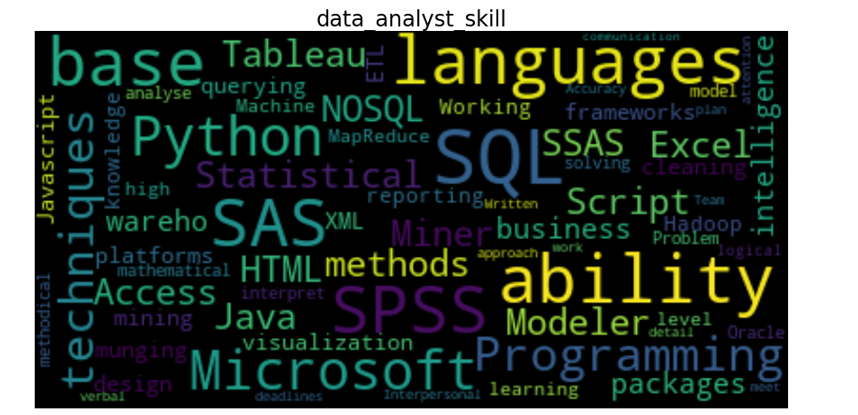 data_analyst_skill
communication
base Tableau ETL languages attention intelligence
querying Accuracy model
analyse
Javascript knowledge Machine NOSQL Working frameworks plan
techniques Python MapReduce SQL SSAS Excel
solving cleaning
high Statistical reporting Written Script Team
wareho SAS XML Miner business Hadoop
Problem
platforms approach work logical
mathematical HTML methods ability
methodical Access interpret SPSS
mining Java Modeler level
detail Oracle
munging visualization Programming
design Microsoft learning packages meet
verbal deadlines Interpersonal